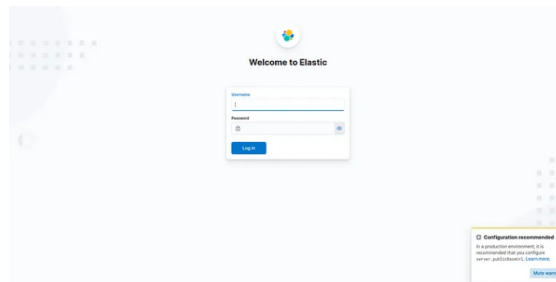 Welcome to Elastic
Username
Password
Log in
Configuration recommended
In a production environment, it is
recommended that you configure
server.publicBaseUrl. Learn more.
Mute